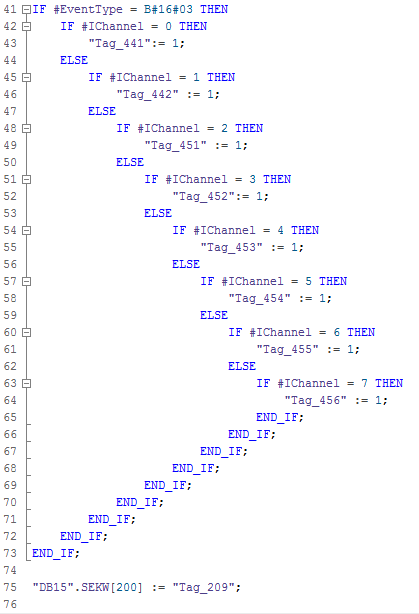 41 IF #EventType = B#16#03 THEN
42 IF #IChannel = 0 THEN
43 "Tag_441":= 1;
44 ELSE
45 IF #IChannel = 1 THEN
46 "Tag_442" := 1;
47 ELSE
48 IF #IChannel = 2 THEN
49 "Tag_451" := 1;
50 ELSE
51 IF #IChannel = 3 THEN
52 "Tag_452":= 1;
53 ELSE
54 IF #IChannel = 4 THEN
55 "Tag_453" := 1;
56 ELSE
57 IF #IChannel = 5 THEN
58 "Tag_454" := 1;
59 ELSE
60 IF #IChannel = 6 THEN
61 "Tag_455" := 1;
62 ELSE
63 IF #IChannel = 7 THEN
64 "Tag_456" := 1;
65 END_IF;
66 END_IF;
67 END_IF;
68 END_IF;
69 END_IF;
70 END_IF;
71 END_IF;
72 END_IF;
73 END_IF;
74
75 "DB15".SEKW[200] := "Tag_209";
76